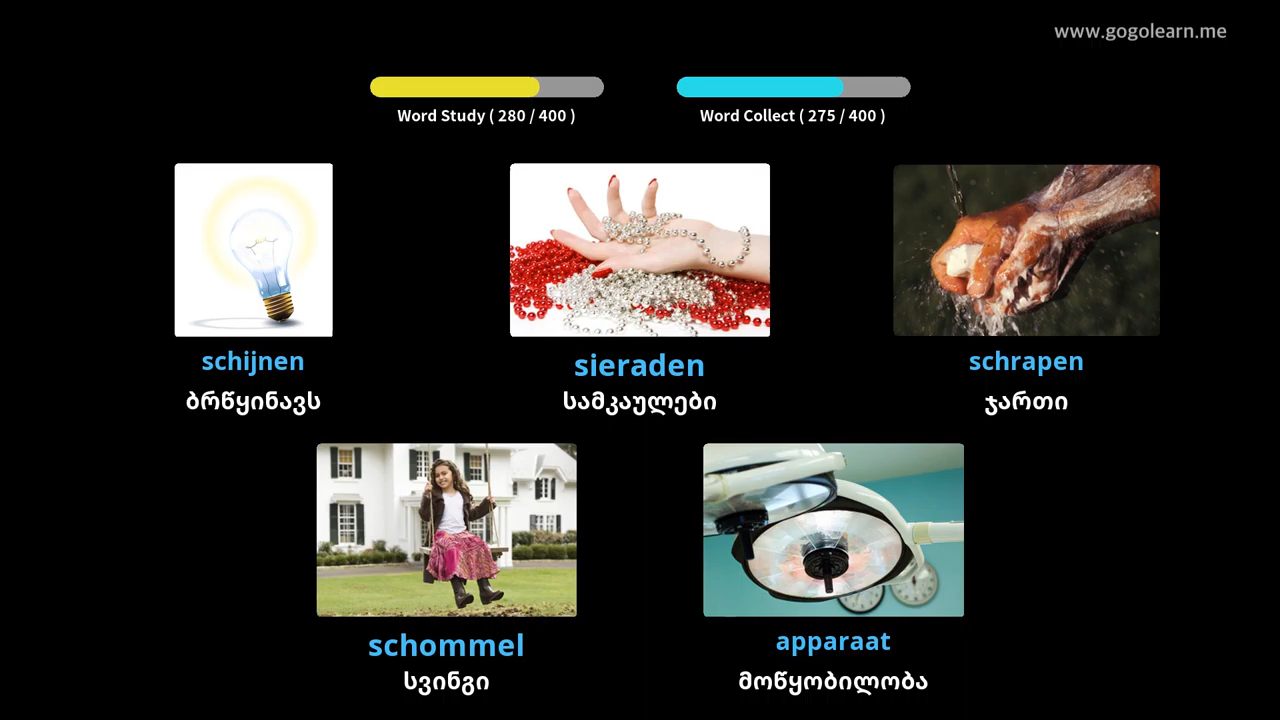 www.gogolearn.me
Word Study ( 280 / 400 )
Word Collect ( 275 / 400 )
schijnen
ბრწყინავს
sieraden
სამკაულები
schrapen
ჯართი
schommel
სვინგი
apparaat
მოწყობილობა